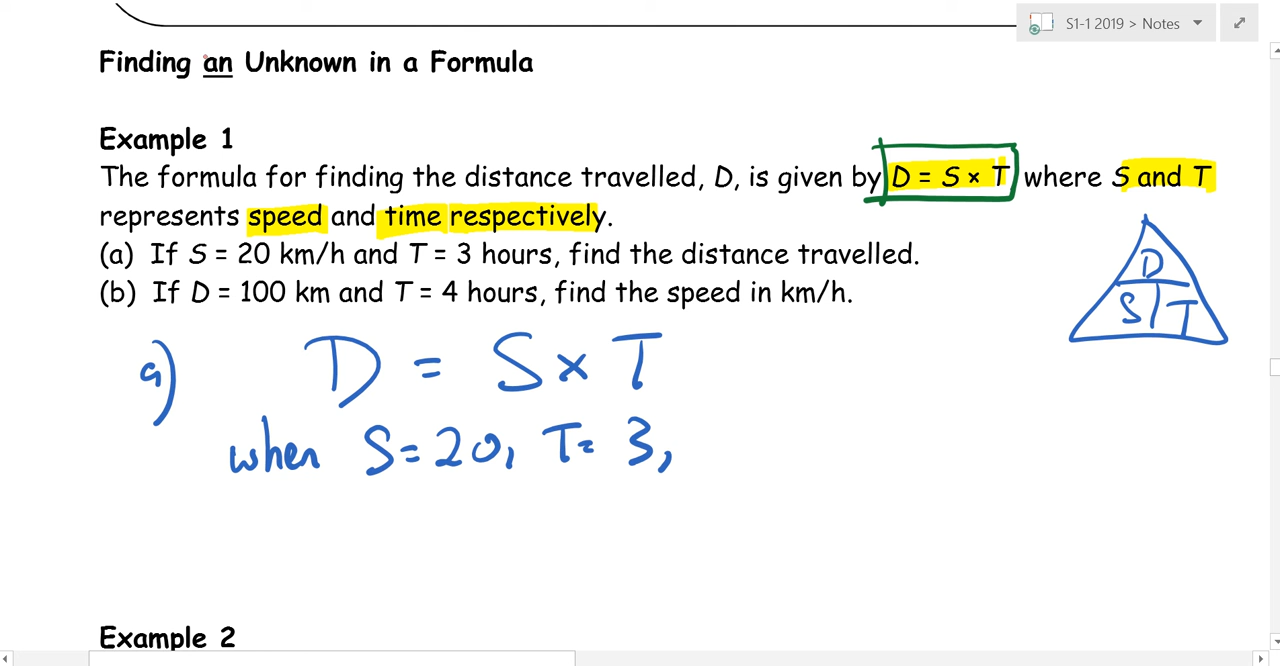 S1-1 2019 > Notes
Finding an Unknown in a Formula
Example 1
The formula for finding the distance travelled, D, is given by D = S × T where S and T
represents speed and time respectively.
(a) If S = 20 km/h and T = 3 hours, find the distance travelled.
(b) If D = 100 km and T = 4 hours, find the speed in km/h.
D
S T
a) D = S × T
when S = 20, T = 3,
Example 2